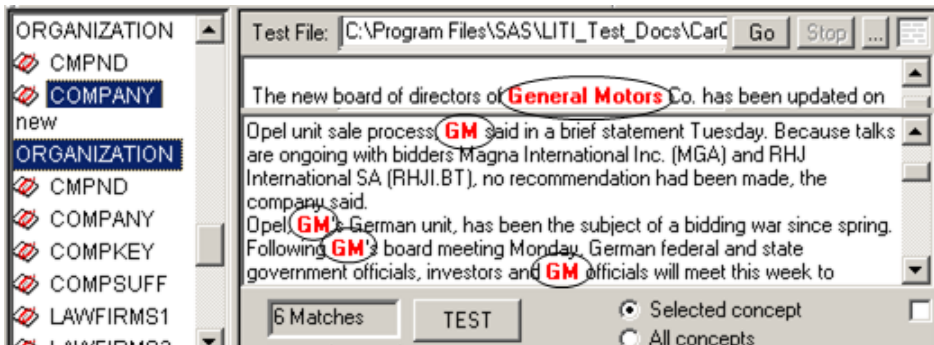 ORGANIZATION
CMPND
COMPANY
new
ORGANIZATION
CMPND
COMPANY
COMPKEY
COMPSUFF
LAWFIRMS1
Test File: C:\Program Files\SAS\LITI_Test_Docs\CarC Go Stop ...
The new board of directors of General Motors Co. has been updated on
Opel unit sale process, GM said in a brief statement Tuesday. Because talks
are ongoing with bidders Magna International Inc. (MGA) and RHJ
International SA (RHJI.BT), no recommendation had been made, the
company said.
Opel, GM's German unit, has been the subject of a bidding war since spring.
Following GM's board meeting Monday, German federal and state
government officials, investors and GM officials will meet this week to
6 Matches TEST
Selected concept
All concepts